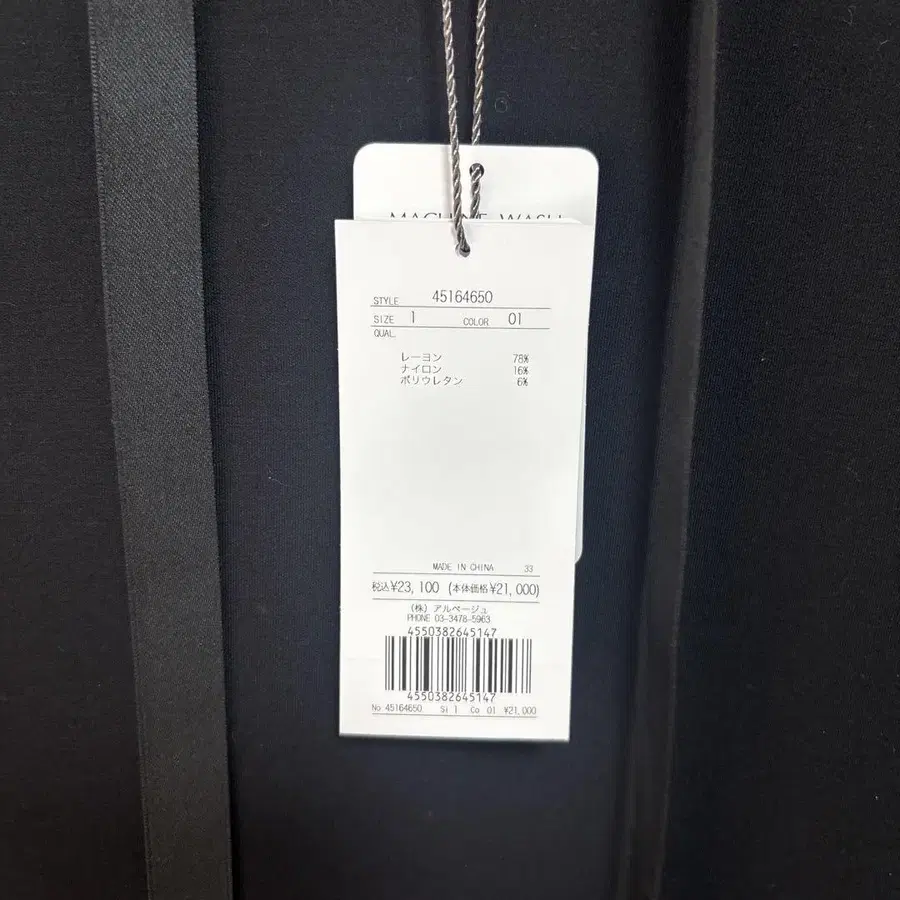 MACHINE WASH
STYLE 45164650
SIZE 1 COLOR 01
QUAL.
レーヨン 78%
ナイロン 16%
ポリウレタン 6%
MADE IN CHINA 33
税込¥23,100 (本体価格¥21,000)
(株) アルページュ
PHONE 03-3478-5963
4550382645147
4550382645147
No 45164650 Si 1 Co 01 ¥21,000